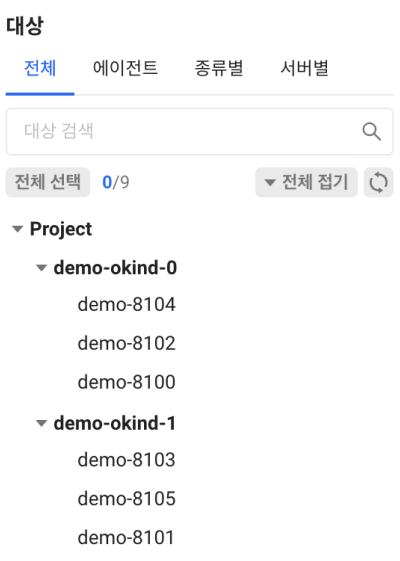 대상
전체 에이전트 종류별 서버별
대상 검색
전체 선택 0/9 전체 접기
Project
demo-okind-0
demo-8104
demo-8102
demo-8100
demo-okind-1
demo-8103
demo-8105
demo-8101